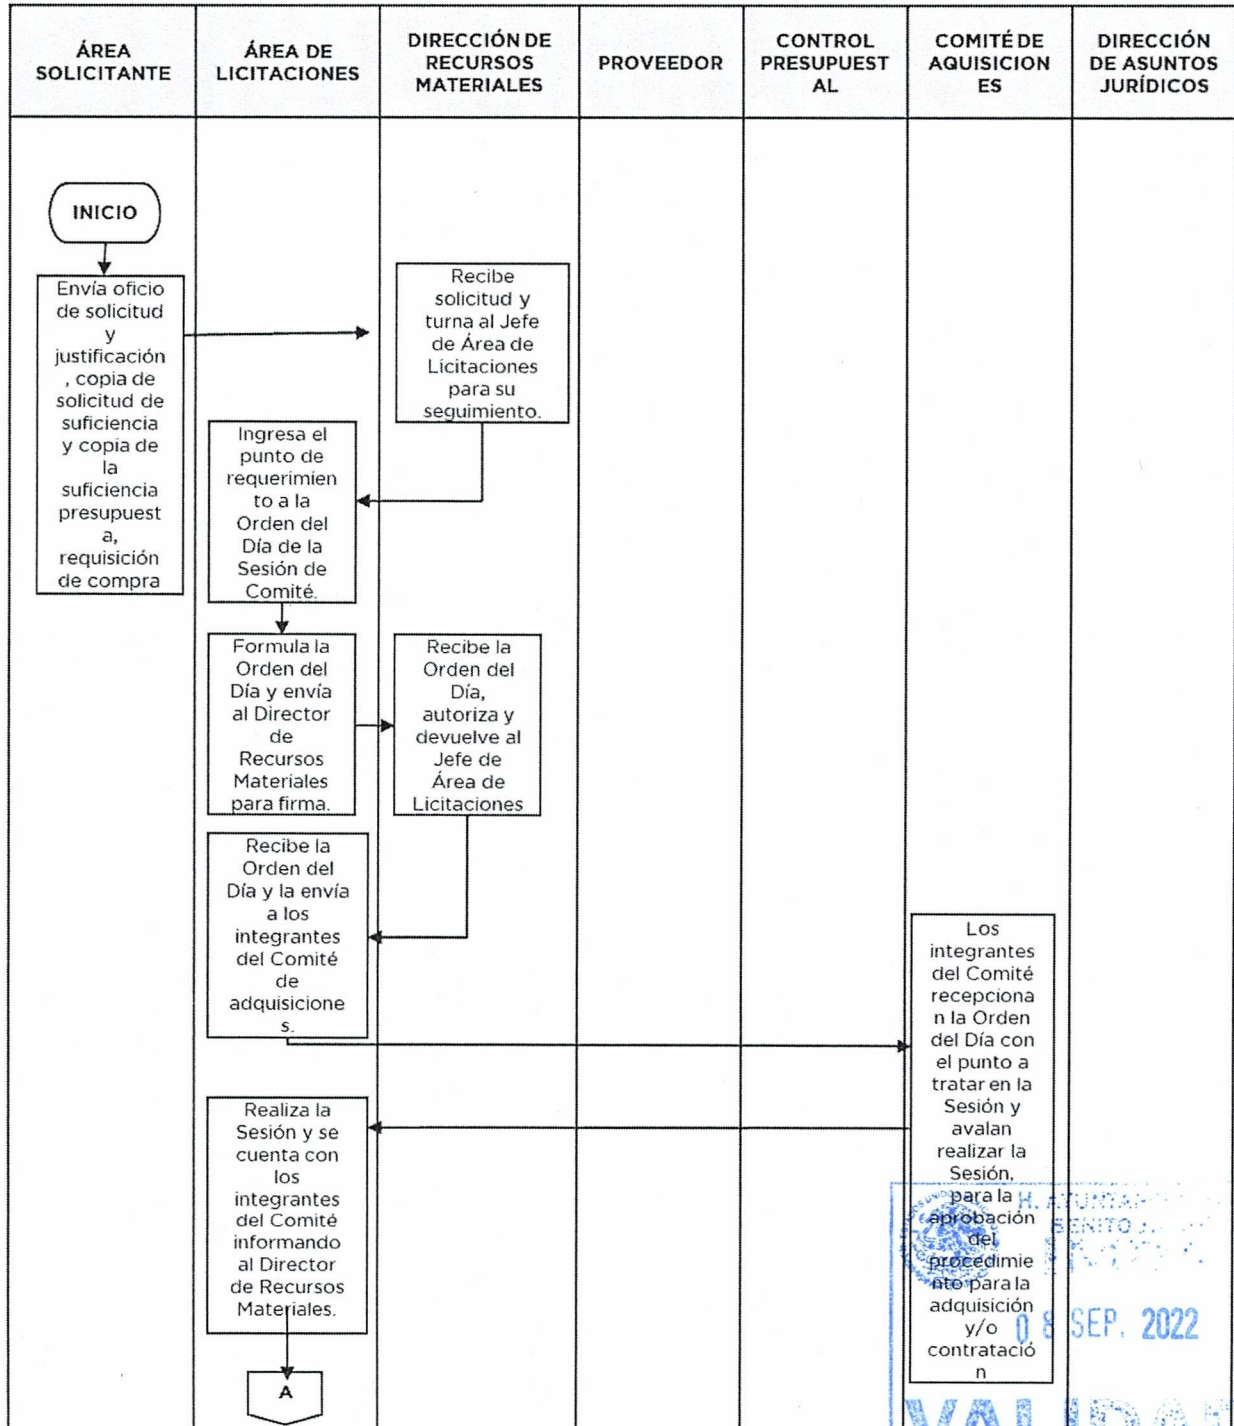 ÁREA
SOLICITANTE
ÁREA DE
LICITACIONES
DIRECCIÓN DE
RECURSOS
MATERIALES
PROVEEDOR
CONTROL
PRESUPUEST
AL
COMITÉ DE
AQUISICION
ES
DIRECCIÓN
DE ASUNTOS
JURÍDICOS
INICIO
Envía oficio
de solicitud
y
justificación
, copia de
solicitud de
suficiencia
y copia de
la
suficiencia
presupuest
a,
requisición
de compra
Recibe
solicitud y
turna al Jefe
de Área de
Licitaciones
para su
seguimiento.
Ingresa el
punto de
requerimien
to a la
Orden del
Día de la
Sesión de
Comité.
Formula la
Orden del
Día y envía
al Director
de
Recursos
Materiales
para firma.
Recibe la
Orden del
Día,
autoriza y
devuelve al
Jefe de
Área de
Licitaciones
Recibe la
Orden del
Día y la envía
a los
integrantes
del Comité
de
adquisicione
s.
Los
integrantes
del Comité
recepciona
n la Orden
del Día con
el punto a
tratar en la
Sesión y
avalan
realizar la
Sesión,
para la
aprobación
del
procedimie
nto para la
adquisición
y/o
contratació
n
Realiza la
Sesión y se
cuenta con
los
integrantes
del Comité
informando
al Director
de Recursos
Materiales.
A
H.
BENITO
08 SEP. 2022